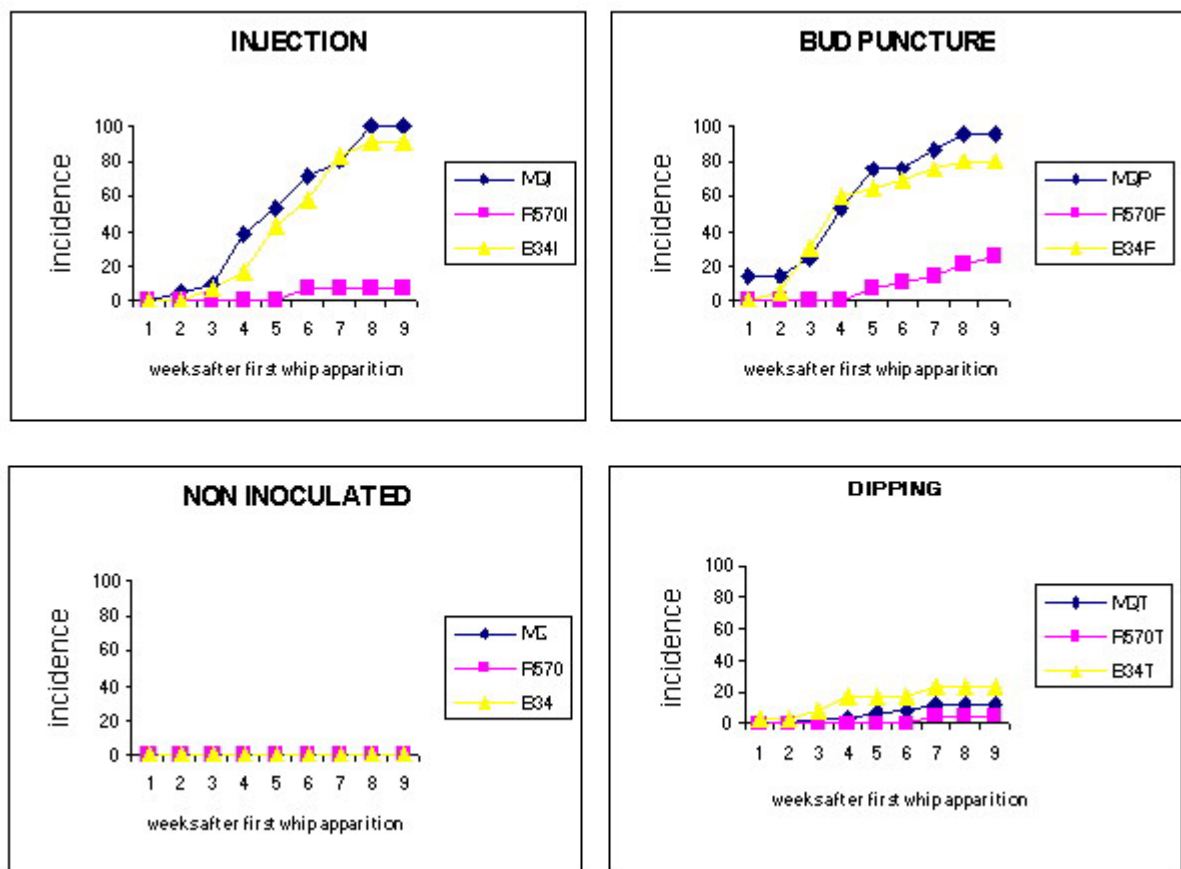 INJECTION
100
80
60
40
20
0
incidence
1 2 3 4 5 6 7 8 9
weeks after first whip apparition
MQI
R570I
B34I
BUD PUNCTURE
100
80
60
40
20
0
incidence
1 2 3 4 5 6 7 8 9
weeks after first whip apparition
MQP
R570F
B34F
NON INOCULATED
100
80
60
40
20
0
incidence
1 2 3 4 5 6 7 8 9
weeks after first whip apparition
R570
B34
DIPPING
100
80
60
40
20
0
incidence
1 2 3 4 5 6 7 8 9
weeks after first whip apparition
MQT
R570T
B34T